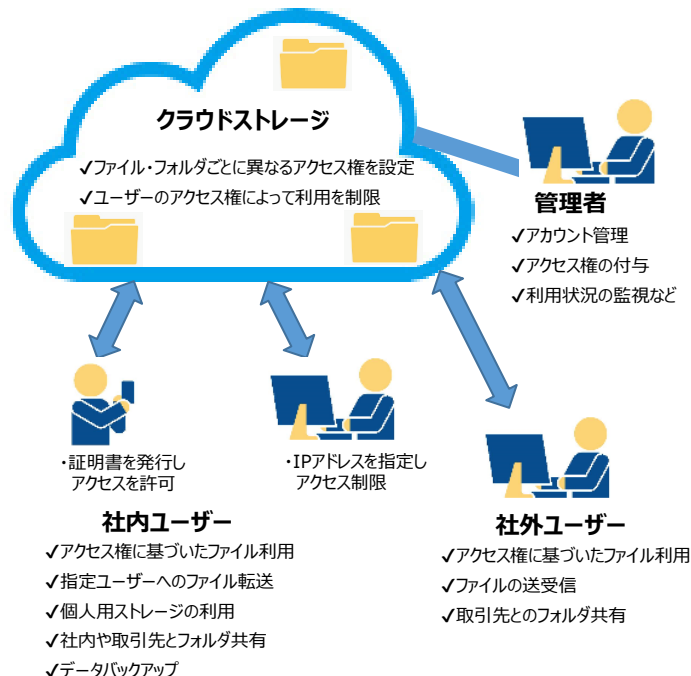 クラウドストレージ
✓ファイル・フォルダごとに異なるアクセス権を設定
✓ユーザーのアクセス権によって利用を制限
管理者
✓アカウント管理
✓アクセス権の付与
✓利用状況の監視など
・証明書を発行し
アクセスを許可
・IPアドレスを指定し
アクセス制限
社内ユーザー
✓アクセス権に基づいたファイル利用
✓指定ユーザーへのファイル転送
✓個人用ストレージの利用
✓社内や取引先とフォルダ共有
✓データバックアップ
社外ユーザー
✓アクセス権に基づいたファイル利用
✓ファイルの送受信
✓取引先とのフォルダ共有